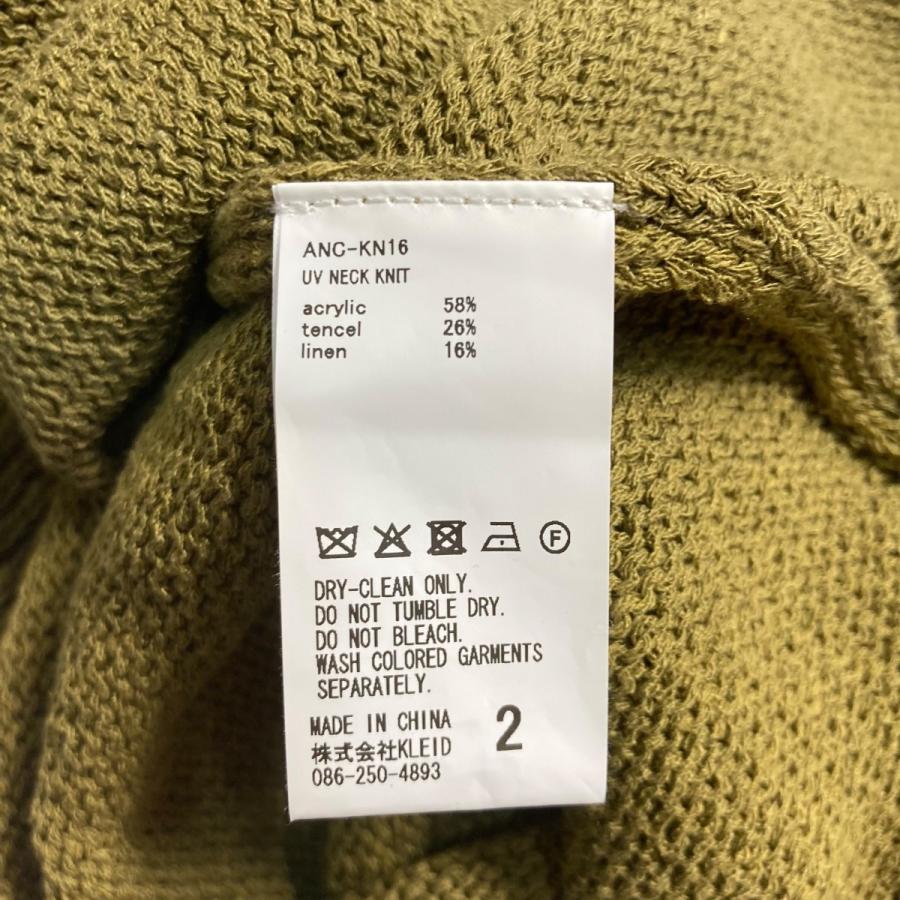 ANC-KN16
UV NECK KNIT
acrylic 58%
tencel 26%
linen 16%
F
DRY-CLEAN ONLY.
DO NOT TUMBLE DRY.
DO NOT BLEACH.
WASH COLORED GARMENTS
SEPARATELY.
MADE IN CHINA
株式会社KLEID
086-250-4893
2